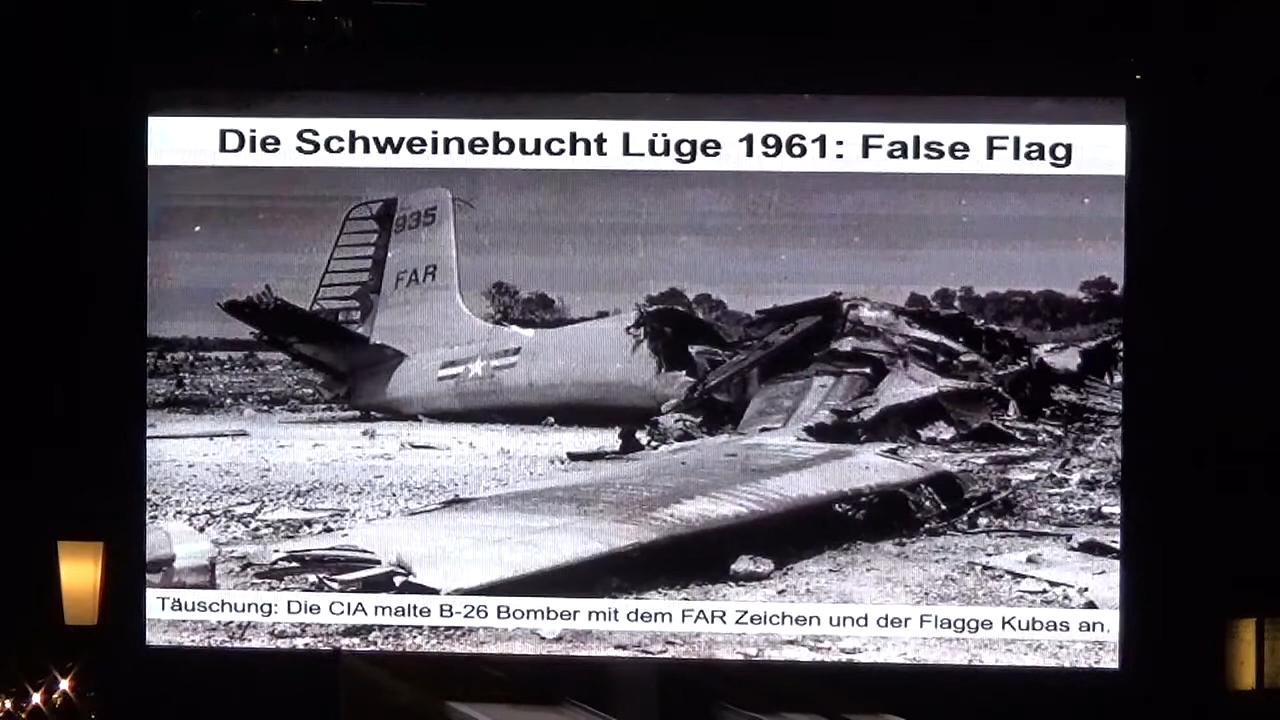 Die Schweinebucht Lüge 1961: False Flag
935
FAR
Täuschung: Die CIA malte B-26 Bomber mit dem FAR Zeichen und der Flagge Kubas an.